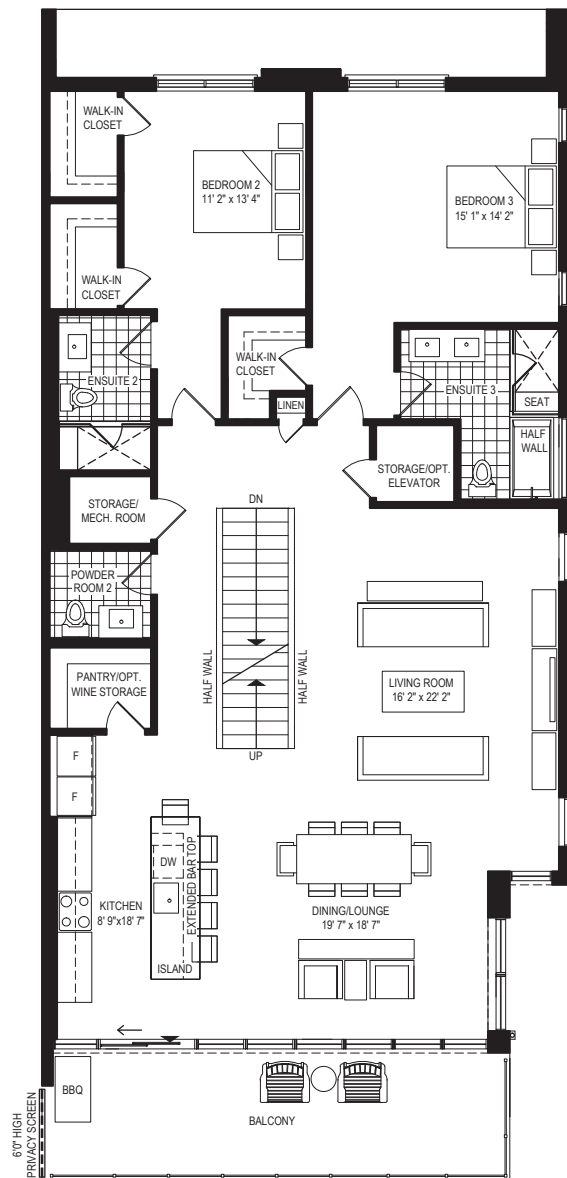 WALK-IN
CLOSET
BEDROOM 2
11' 2" x 13' 4"
BEDROOM 3
15' 1" x 14' 2"
WALK-IN
CLOSET
WALK-IN
CLOSET
ENSUITE 2
ENSUITE 3
SEAT
LINEN
HALF
WALL
STORAGE/OPT.
ELEVATOR
STORAGE/
MECH. ROOM
DN
POWDER
ROOM 2
HALF WALL
HALF WALL
PANTRY/OPT.
WINE STORAGE
LIVING ROOM
16' 2" x 22' 2"
UP
F
F
DW
EXTENDED BAR TOP
KITCHEN
8' 9"x18' 7"
DINING/LOUNGE
19' 7" x 18' 7"
ISLAND
BBQ
BALCONY
6'0" HIGH
PRIVACY SCREEN